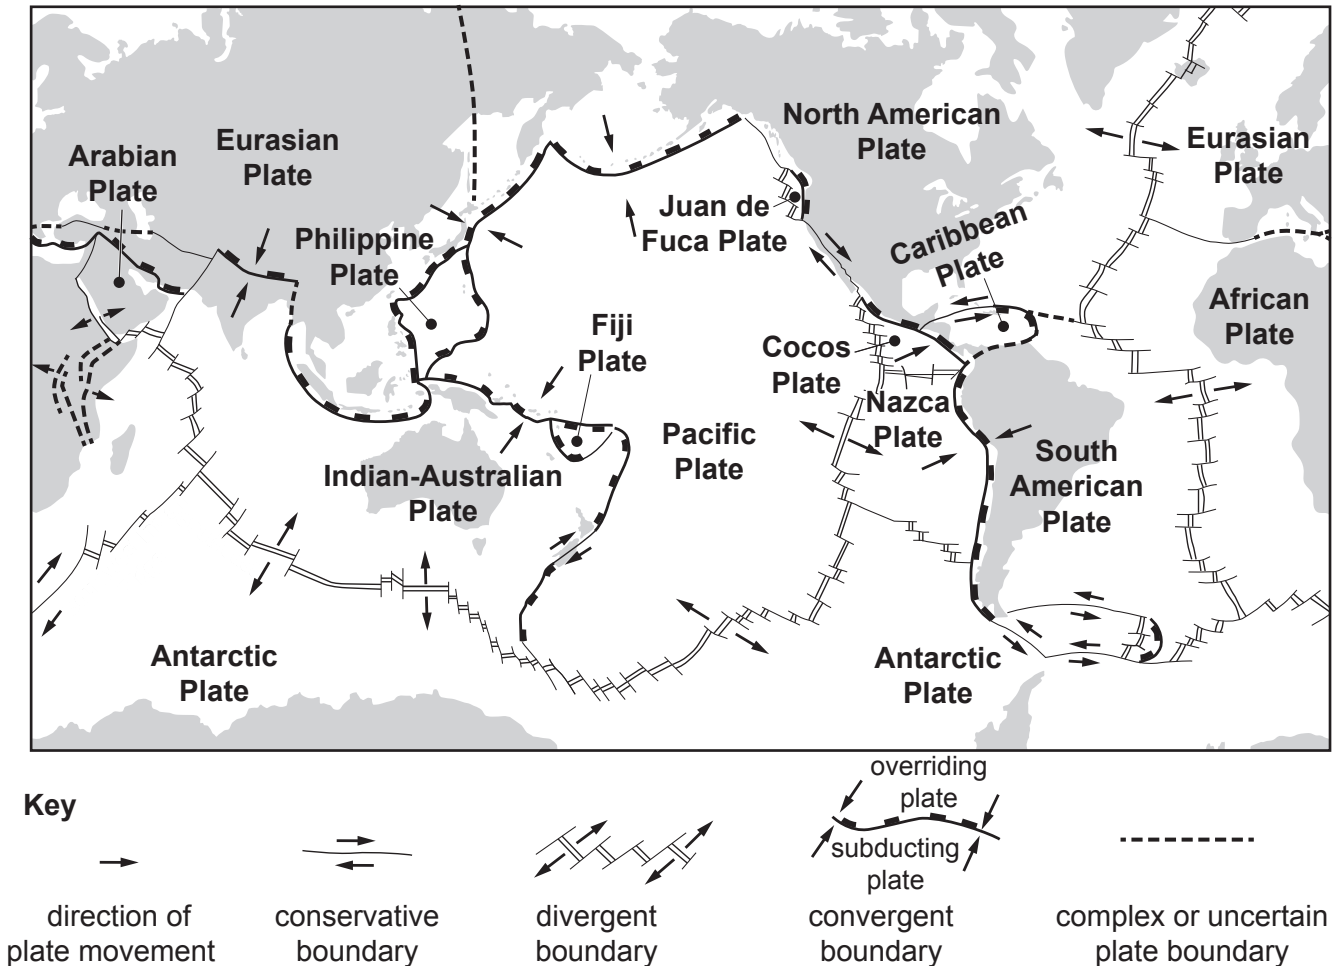 North American
Plate
Eurasian
Plate
Eurasian
Plate
Arabian
Plate
Juan de
Fuca Plate
Caribbean
Plate
Philippine
Plate
African
Plate
Fiji
Plate
Cocos
Plate
Nazca
Plate
Pacific
Plate
South
American
Plate
Indian-Australian
Plate
Antarctic
Plate
Antarctic
Plate
Key
overriding
plate
subducting
plate
direction of
plate movement
conservative
boundary
divergent
boundary
convergent
boundary
complex or uncertain
plate boundary